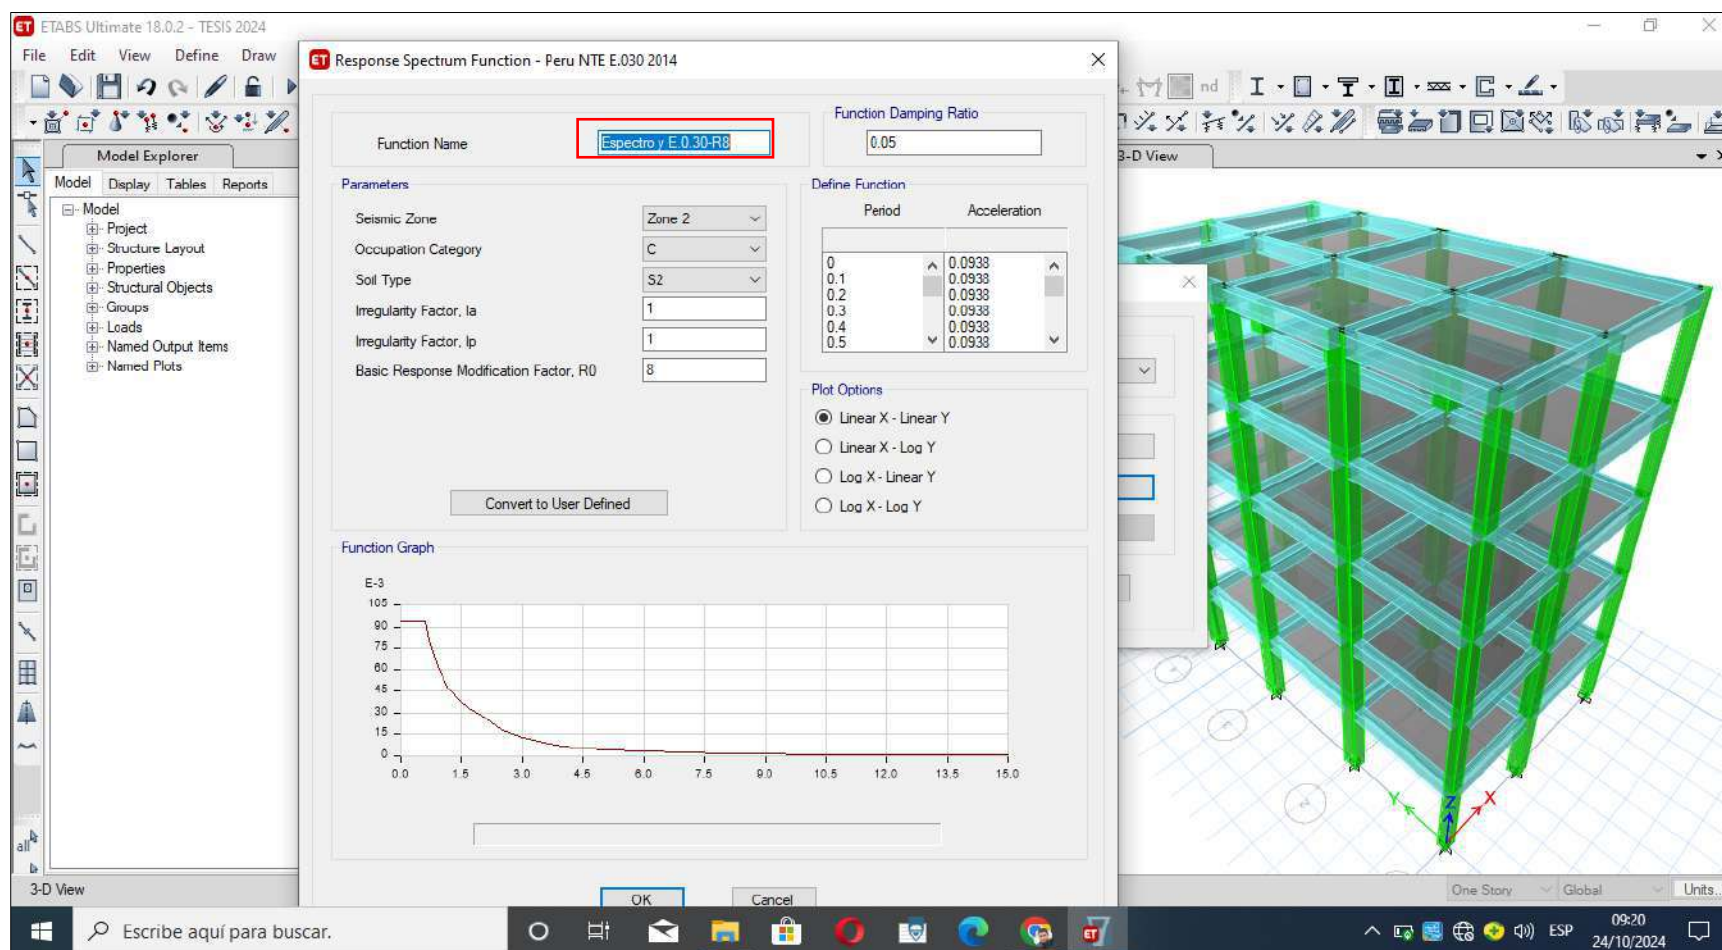 ETABS Ultimate 18.0.2 - TESIS 2024
File Edit View Define Draw
Response Spectrum Function - Peru NTE E.030 2014
nd
Model Explorer
Model Display Tables Reports
Model
Project
Structure Layout
Properties
Structural Objects
Groups
Loads
Named Output Items
Named Plots
Function Name
Espectro y E.0.30-R8
Function Damping Ratio
0.05
Parameters
Seismic Zone Zone 2
Occupation Category C
Soil Type S2
Irregularity Factor, Ia 1
Irregularity Factor, Ip 1
Basic Response Modification Factor, R0 8
Convert to User Defined
Define Function
Period Acceleration
0 0.0938
0.1 0.0938
0.2 0.0938
0.3 0.0938
0.4 0.0938
0.5 0.0938
Plot Options
Linear X - Linear Y
Linear X - Log Y
Log X - Linear Y
Log X - Log Y
Function Graph
E-3
105
90
75
60
45
30
15
0
0.0 1.5 3.0 4.5 6.0 7.5 9.0 10.5 12.0 13.5 15.0
OK Cancel
3-D View
Y Z X
all
3-D View
One Story Global Units...
Escribe aquí para buscar.
ESP
09:20
24/10/2024